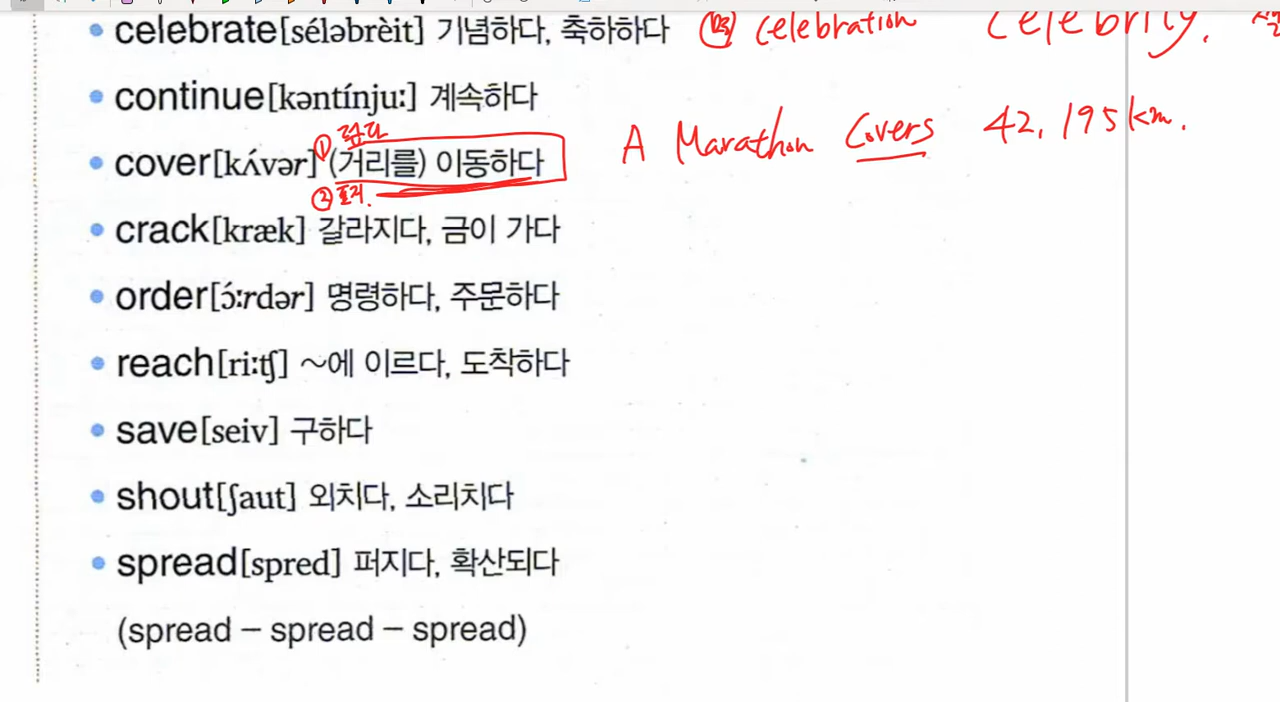 • celebrate[séləbrèit] 기념하다, 축하하다 celebration celebrity.
• continue[kəntínju:] 계속하다
① 덮다
• cover[kʌ́vər] (거리를) 이동하다 A Marathon Covers 42.195km.
② 표지.
• crack[kræk] 갈라지다, 금이 가다
• order[ɔ́:rdər] 명령하다, 주문하다
• reach[ri:tʃ] ~에 이르다, 도착하다
• save[seiv] 구하다
• shout[ʃaut] 외치다, 소리치다
• spread[spred] 퍼지다, 확산되다
(spread – spread – spread)